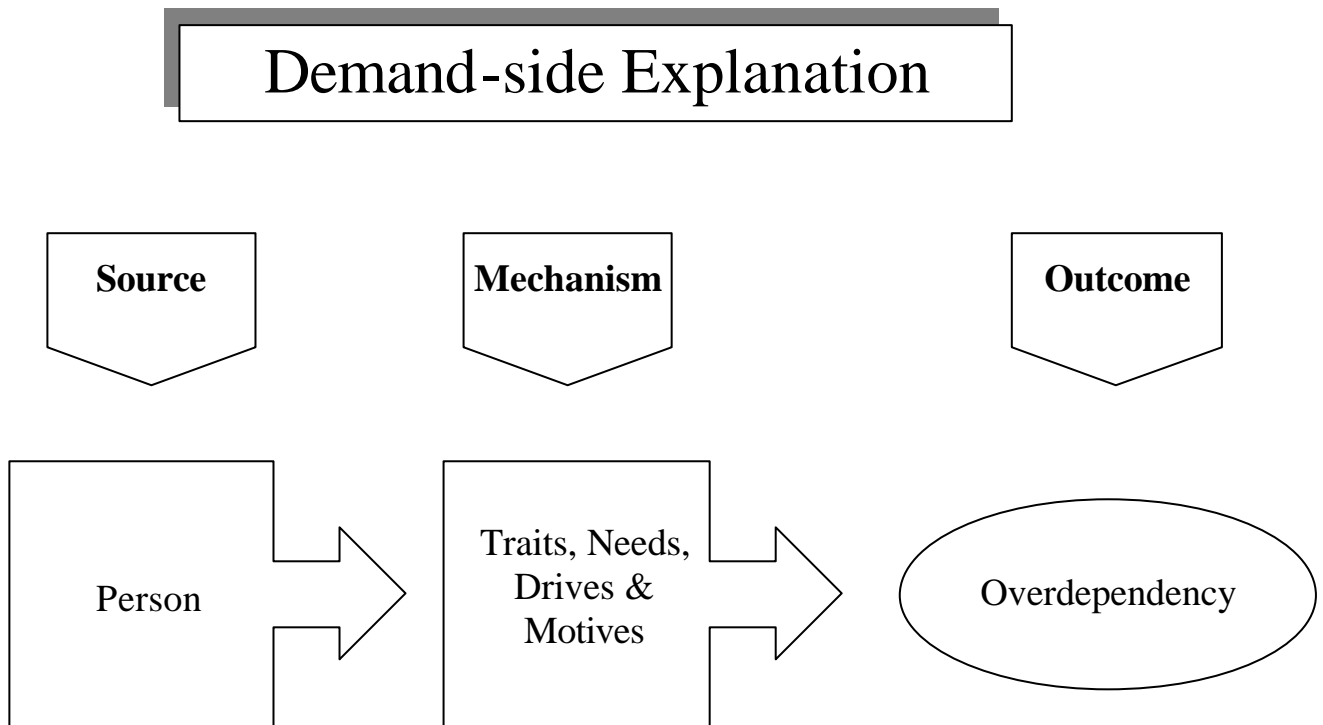 Demand-side Explanation
Source
Mechanism
Outcome
Person
Traits, Needs,
Drives &
Motives
Overdependency